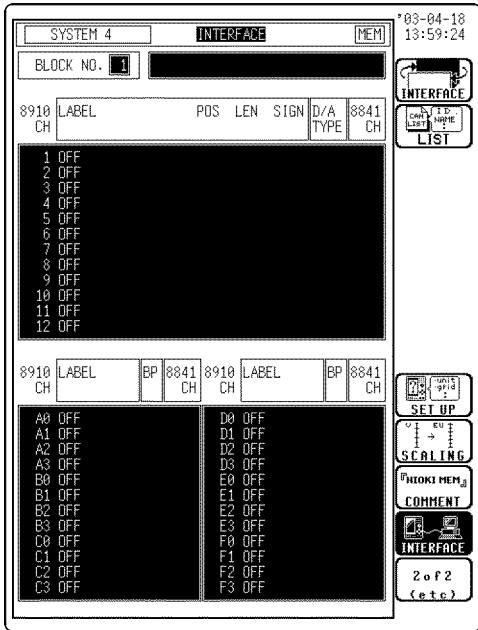 '03-04-18
SYSTEM 4 INTERFACE MEM 13:59:24
BLOCK NO. 1
INTERFACE
8910 CH LABEL POS LEN SIGN D/A TYPE 8841 CH
CAN LIST ID NAME
LIST
1 OFF
2 OFF
3 OFF
4 OFF
5 OFF
6 OFF
7 OFF
8 OFF
9 OFF
10 OFF
11 OFF
12 OFF
8910 CH LABEL BP 8841 CH 8910 CH LABEL BP 8841 CH
unit
grid
SET UP
A0 OFF D0 OFF
A1 OFF D1 OFF
A2 OFF D2 OFF
A3 OFF D3 OFF
B0 OFF E0 OFF
B1 OFF E1 OFF
B2 OFF E2 OFF
B3 OFF E3 OFF
C0 OFF F0 OFF
C1 OFF F1 OFF
C2 OFF F2 OFF
C3 OFF F3 OFF
V EU
SCALING
『HIOKI MEM』
COMMENT
INTERFACE
2 of 2
(etc)